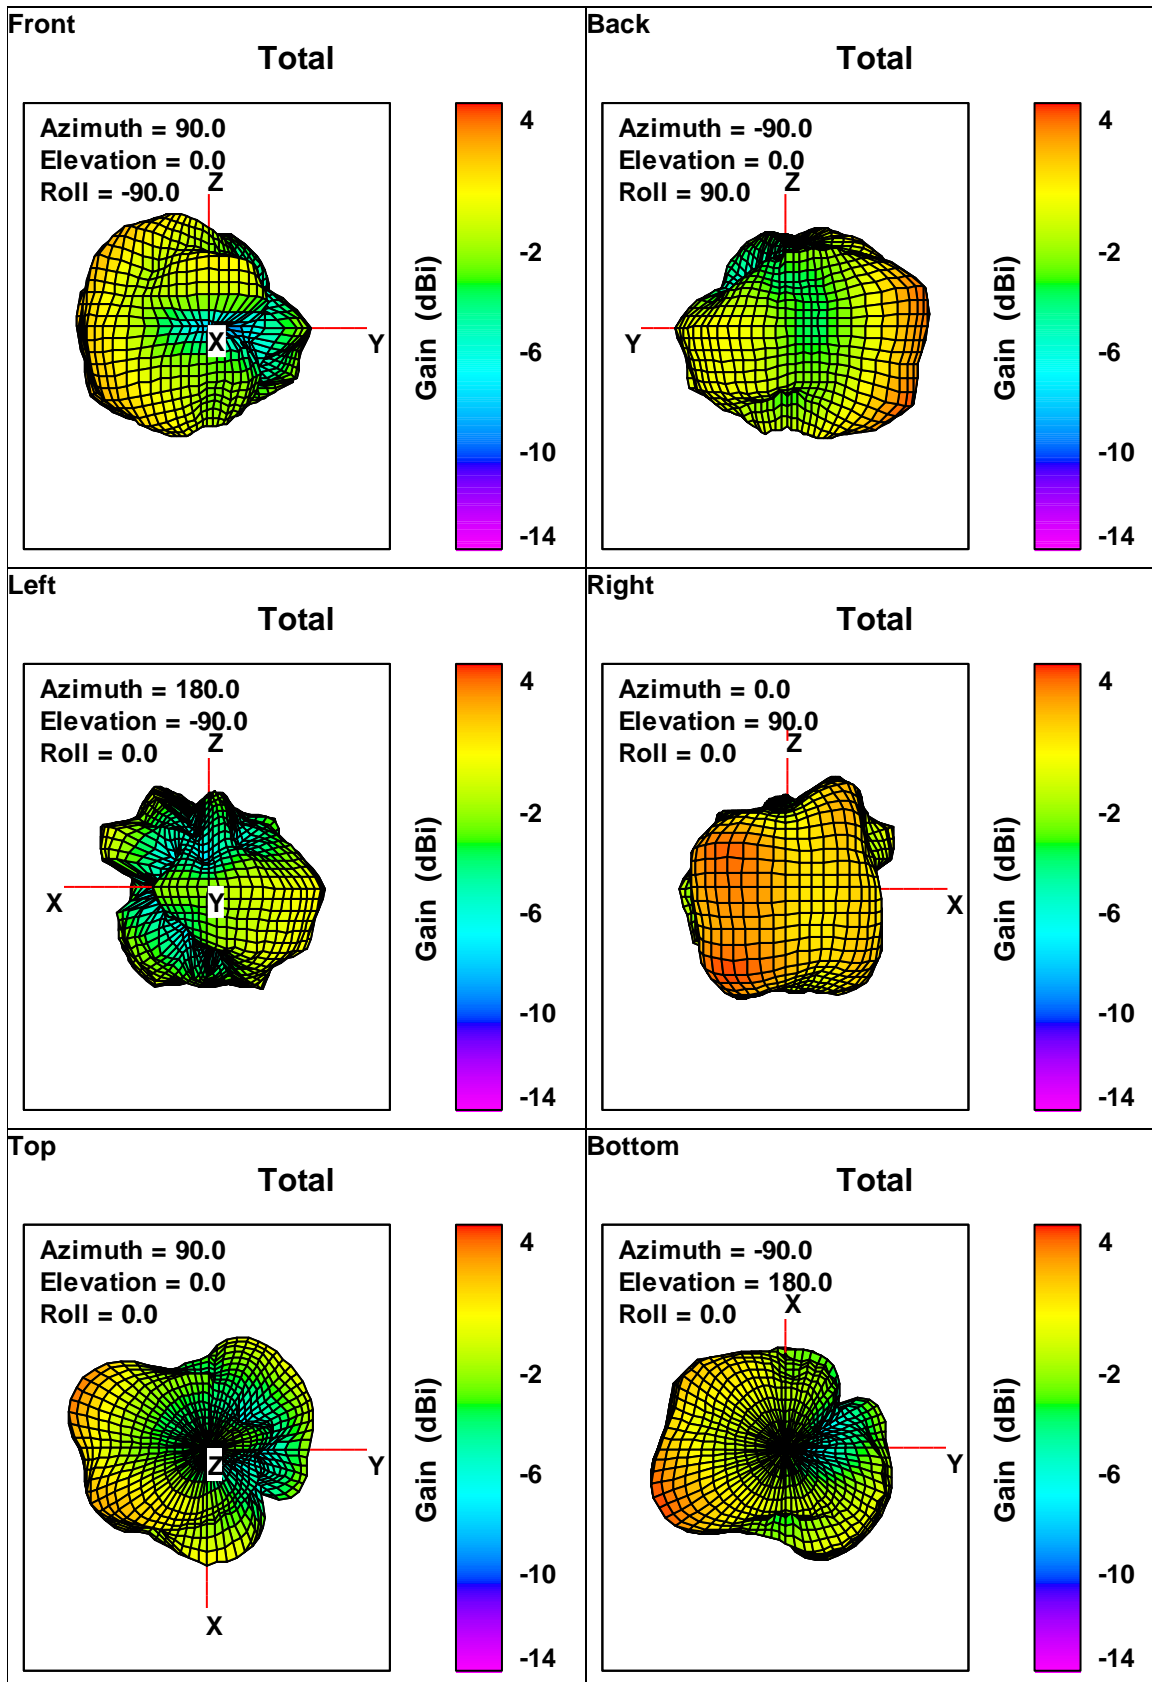 Front
Total
Azimuth = 90.0
Elevation = 0.0
Roll = -90.0
Z
X
Y
Gain (dBi)
4
-2
-6
-10
-14
Back
Total
Azimuth = -90.0
Elevation = 0.0
Roll = 90.0
Z
Y
Gain (dBi)
4
-2
-6
-10
-14
Left
Total
Azimuth = 180.0
Elevation = -90.0
Roll = 0.0
Z
X
Y
Gain (dBi)
4
-2
-6
-10
-14
Right
Total
Azimuth = 0.0
Elevation = 90.0
Roll = 0.0
Z
X
Gain (dBi)
4
-2
-6
-10
-14
Top
Total
Azimuth = 90.0
Elevation = 0.0
Roll = 0.0
Z
Y
X
Gain (dBi)
4
-2
-6
-10
-14
Bottom
Total
Azimuth = -90.0
Elevation = 180.0
Roll = 0.0
X
Y
Gain (dBi)
4
-2
-6
-10
-14